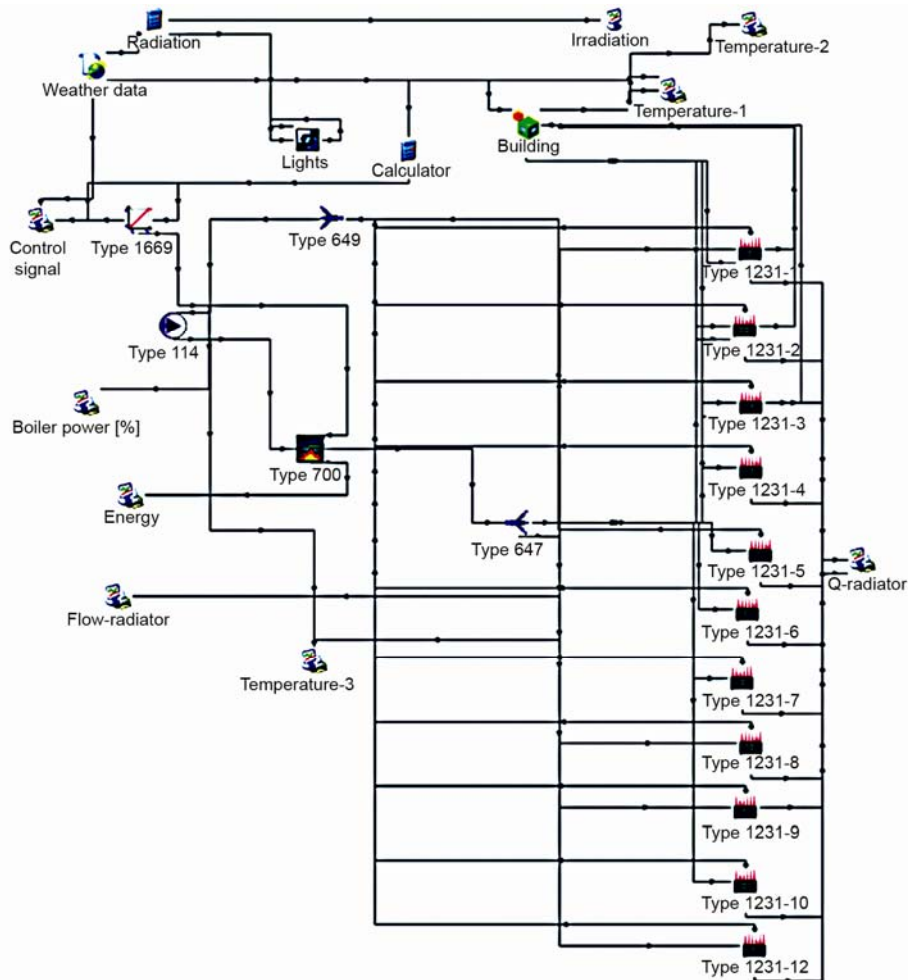 Radiation
Irradiation
Temperature-2
Weather data
Temperature-1
Lights
Calculator
Building
Control
signal
Type 1669
Type 649
Type 1231-1
Type 114
Type 1231-2
Boiler power [%]
Type 1231-3
Type 700
Type 1231-4
Energy
Type 647
Type 1231-5
Q-radiator
Flow-radiator
Type 1231-6
Temperature-3
Type 1231-7
Type 1231-8
Type 1231-9
Type 1231-10
Type 1231-12